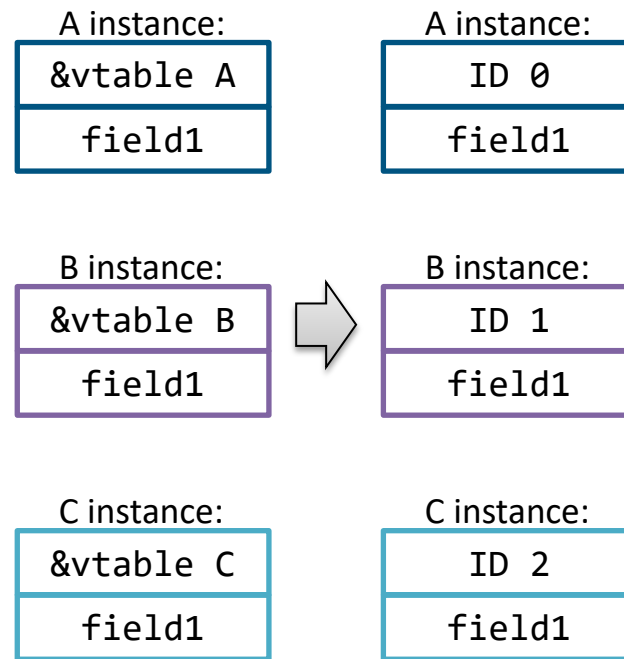 A instance:
&vtable A
field1
A instance:
ID 0
field1
B instance:
&vtable B
field1
B instance:
ID 1
field1
C instance:
&vtable C
field1
C instance:
ID 2
field1